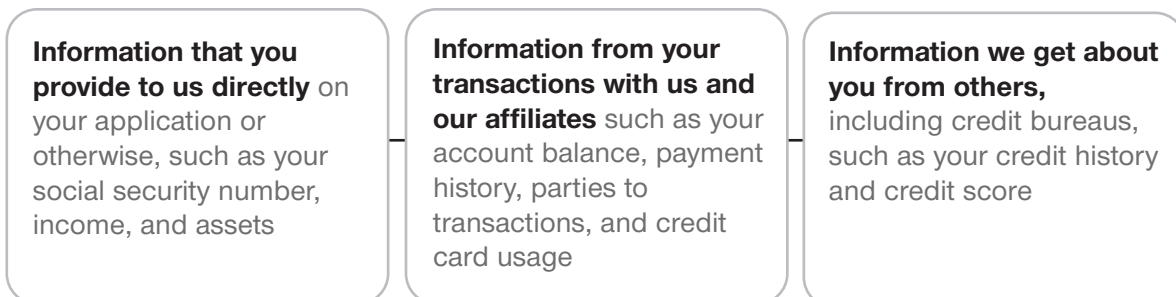 Information that you
provide to us directly on
your application or
otherwise, such as your
social security number,
income, and assets
Information from your
transactions with us and
our affiliates such as your
account balance, payment
history, parties to
transactions, and credit
card usage
Information we get about
you from others,
including credit bureaus,
such as your credit history
and credit score